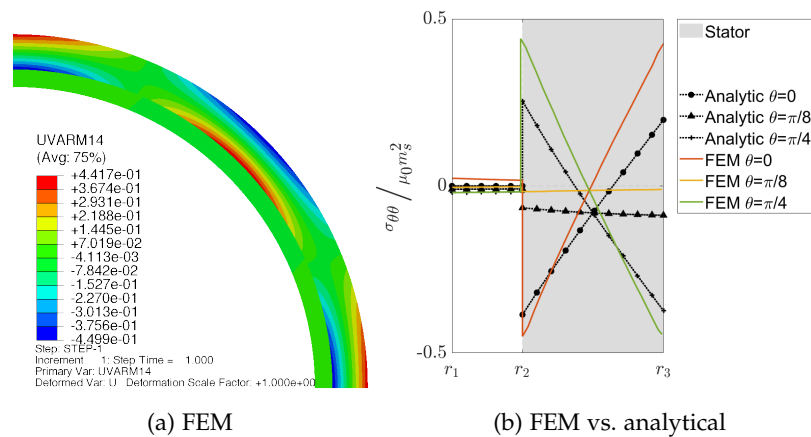 UVARM14
(Avg: 75%)
+4.417e-01
+3.674e-01
+2.931e-01
+2.188e-01
+1.445e-01
+7.019e-02
-4.113e-03
-7.842e-02
-1.527e-01
-2.270e-01
-3.013e-01
-3.756e-01
-4.499e-01
Step: STEP-1
Increment 1: Step Time = 1.000
Primary Var: UVARM14
Deformed Var: U Deformation Scale Factor: +1.000e+00
(a) FEM
0.5
0
-0.5
σθθ / μ₀mₛ²
r₁ r₂ r₃
Stator
Analytic θ=0
Analytic θ=π/8
Analytic θ=π/4
FEM θ=0
FEM θ=π/8
FEM θ=π/4
(b) FEM vs. analytical